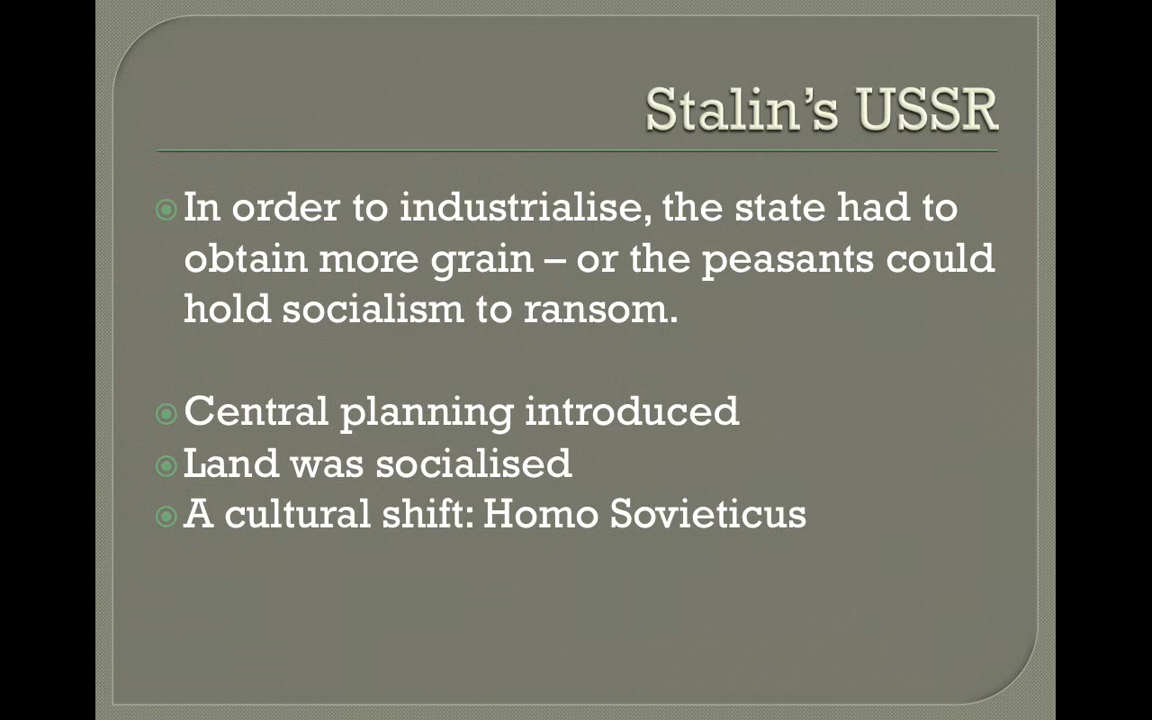 Stalin's USSR
In order to industrialise, the state had to
obtain more grain – or the peasants could
hold socialism to ransom.
Central planning introduced
Land was socialised
A cultural shift: Homo Sovieticus